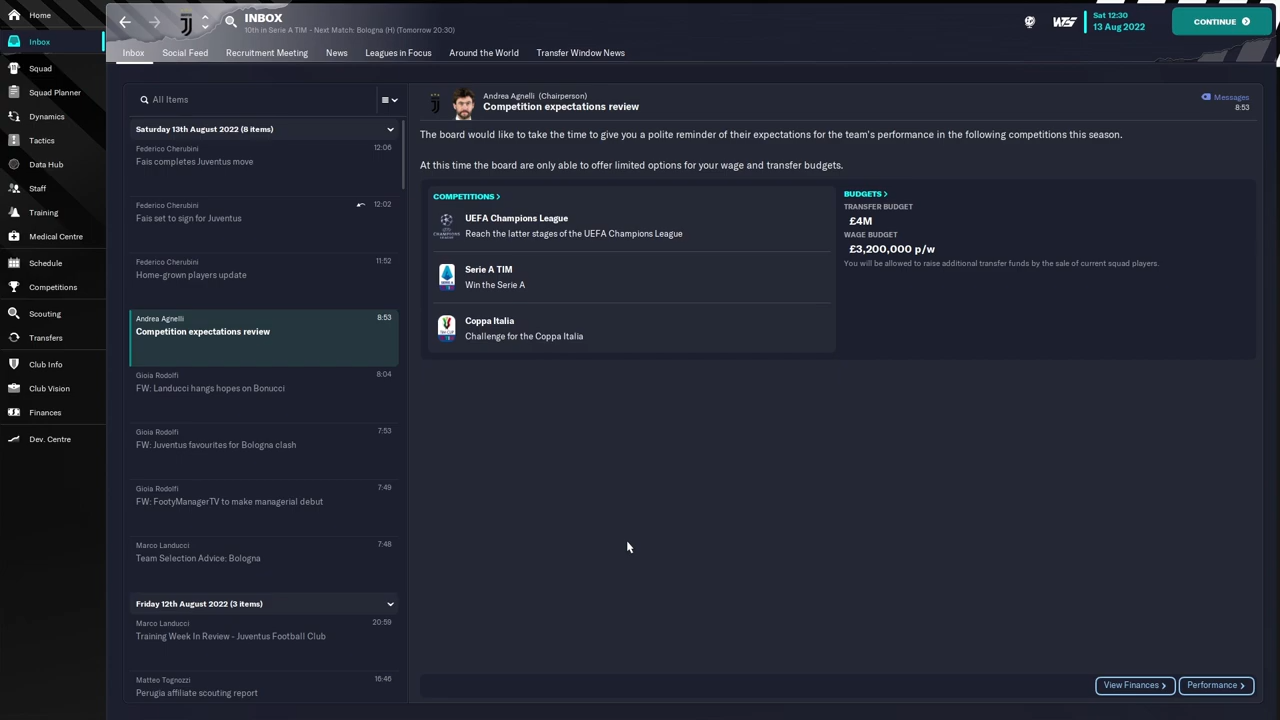 Home
Inbox
Squad
Squad Planner
Dynamics
Tactics
Data Hub
Staff
Training
Medical Centre
Schedule
Competitions
Scouting
Transfers
Club Info
Club Vision
Finances
Dev. Centre
INBOX
10th in Serie A TIM - Next Match: Bologna (H) (Tomorrow 20:30)
Sat 12:30
13 Aug 2022
CONTINUE
Inbox Social Feed Recruitment Meeting News Leagues in Focus Around the World Transfer Window News
All Items
Saturday 13th August 2022 (8 items)
Federico Cherubini 12:06
Fais completes Juventus move
Federico Cherubini 12:02
Fais set to sign for Juventus
Federico Cherubini 11:52
Home-grown players update
Andrea Agnelli 8:53
Competition expectations review
Gioia Rodolfi 8:04
FW: Landucci hangs hopes on Bonucci
Gioia Rodolfi 7:53
FW: Juventus favourites for Bologna clash
Gioia Rodolfi 7:49
FW: FootyManagerTV to make managerial debut
Marco Landucci 7:48
Team Selection Advice: Bologna
Friday 12th August 2022 (3 items)
Marco Landucci 20:59
Training Week In Review - Juventus Football Club
Matteo Tognozzi 16:46
Perugia affiliate scouting report
Andrea Agnelli (Chairperson)
Competition expectations review
Messages
8:53
The board would like to take the time to give you a polite reminder of their expectations for the team's performance in the following competitions this season.
At this time the board are only able to offer limited options for your wage and transfer budgets.
COMPETITIONS
UEFA Champions League
Reach the latter stages of the UEFA Champions League
Serie A TIM
Win the Serie A
Coppa Italia
Challenge for the Coppa Italia
BUDGETS
TRANSFER BUDGET
£4M
WAGE BUDGET
£3,200,000 p/w
You will be allowed to raise additional transfer funds by the sale of current squad players.
View Finances
Performance